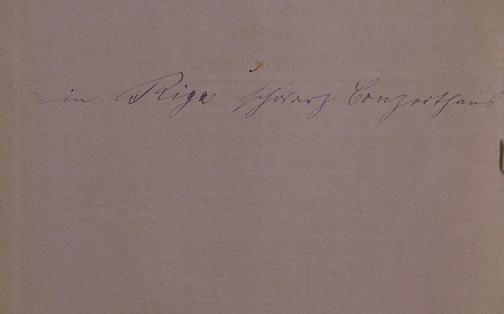 in Riga schwarz Conzerthaus